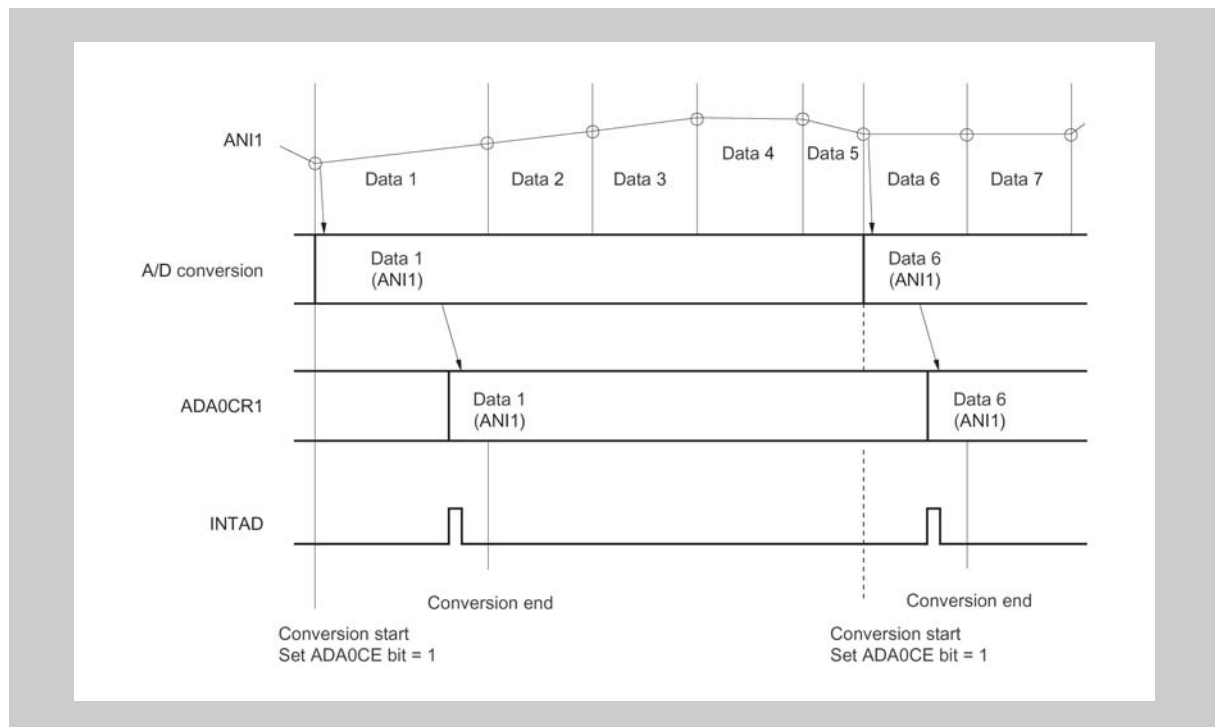 ANI1
Data 1
Data 2
Data 3
Data 4
Data 5
Data 6
Data 7
A/D conversion
Data 1
(ANI1)
Data 6
(ANI1)
ADA0CR1
Data 1
(ANI1)
Data 6
(ANI1)
INTAD
Conversion end
Conversion end
Conversion start
Set ADA0CE bit = 1
Conversion start
Set ADA0CE bit = 1